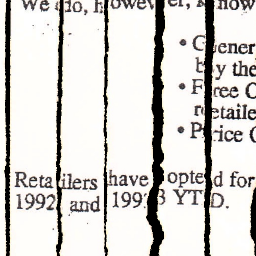 We do, however, know
• Gener
by the
• Free G
retaile
• Price G
Retailers have opted for
1992 and 1993 YTD.